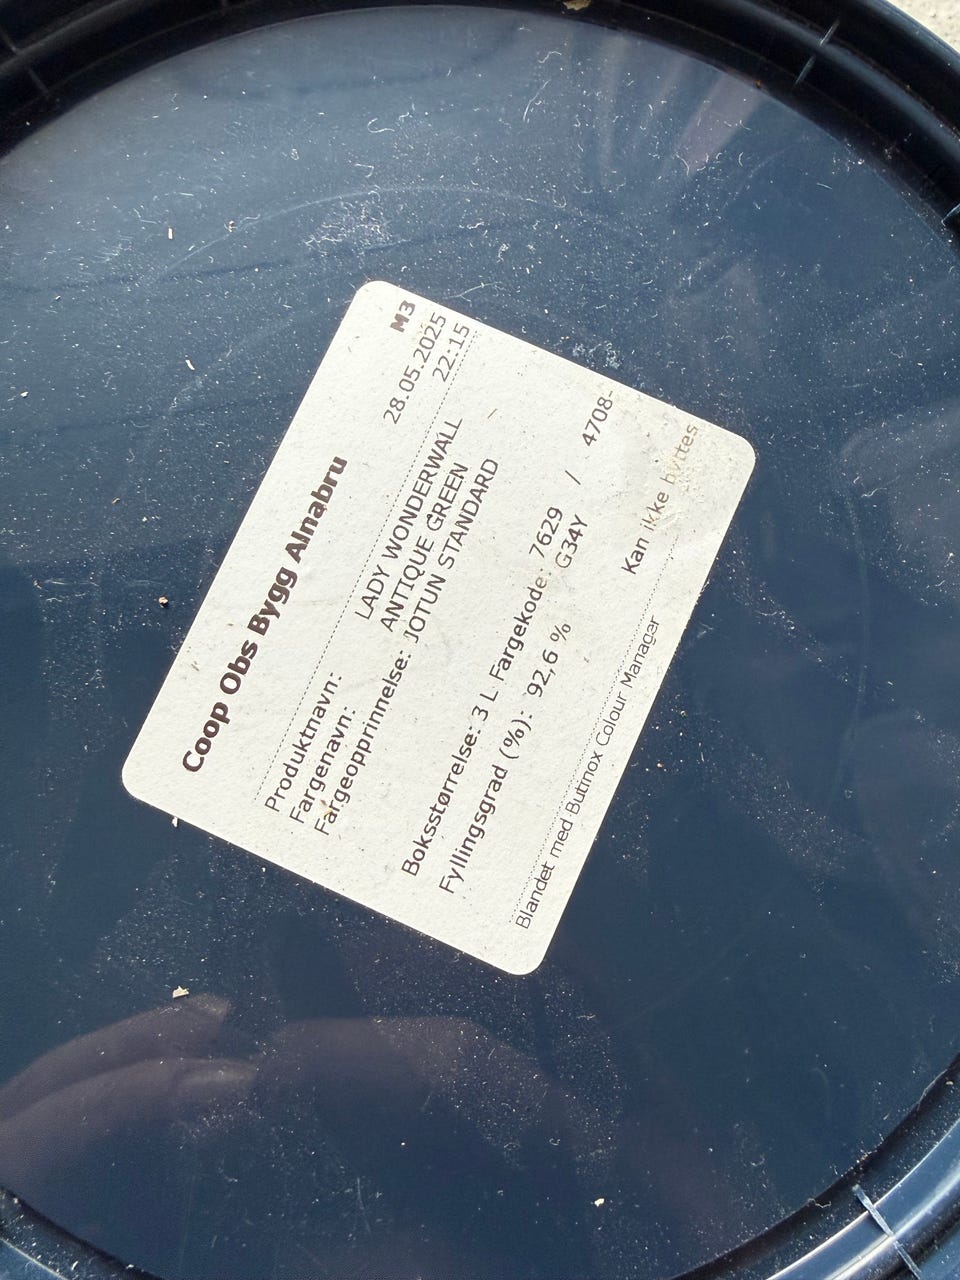 Coop Obs Bygg Alnabru
M3
28.05.2025
22:15
Produktnavn: LADY WONDERWALL
Fargenavn: ANTIQUE GREEN
Fargeopprinnelse: JOTUN STANDARD
Boksstørrelse: 3 L Fargekode: 7629 / 4708-
Fyllingsgrad (%): 92,6 % G34Y
Kan ikke byttes
Blandet med Butinox Colour Manager